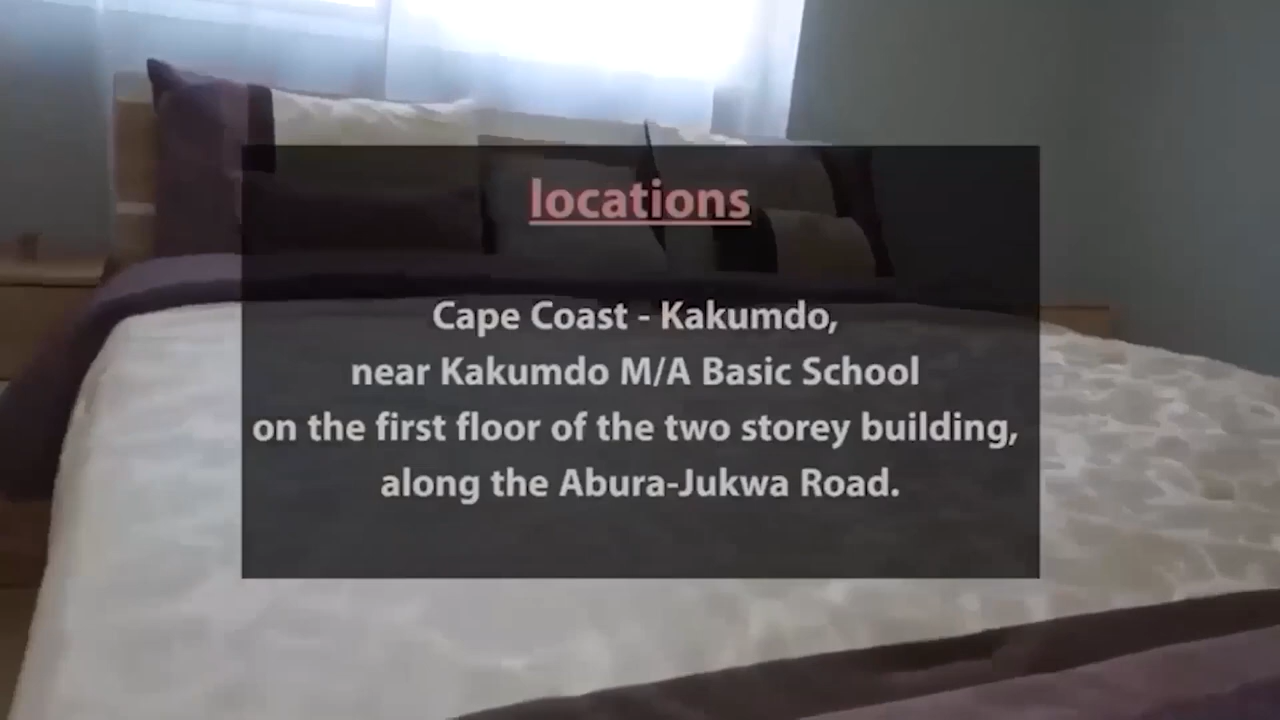 locations
Cape Coast - Kakumdo,
near Kakumdo M/A Basic School
on the first floor of the two storey building,
along the Abura-Jukwa Road.